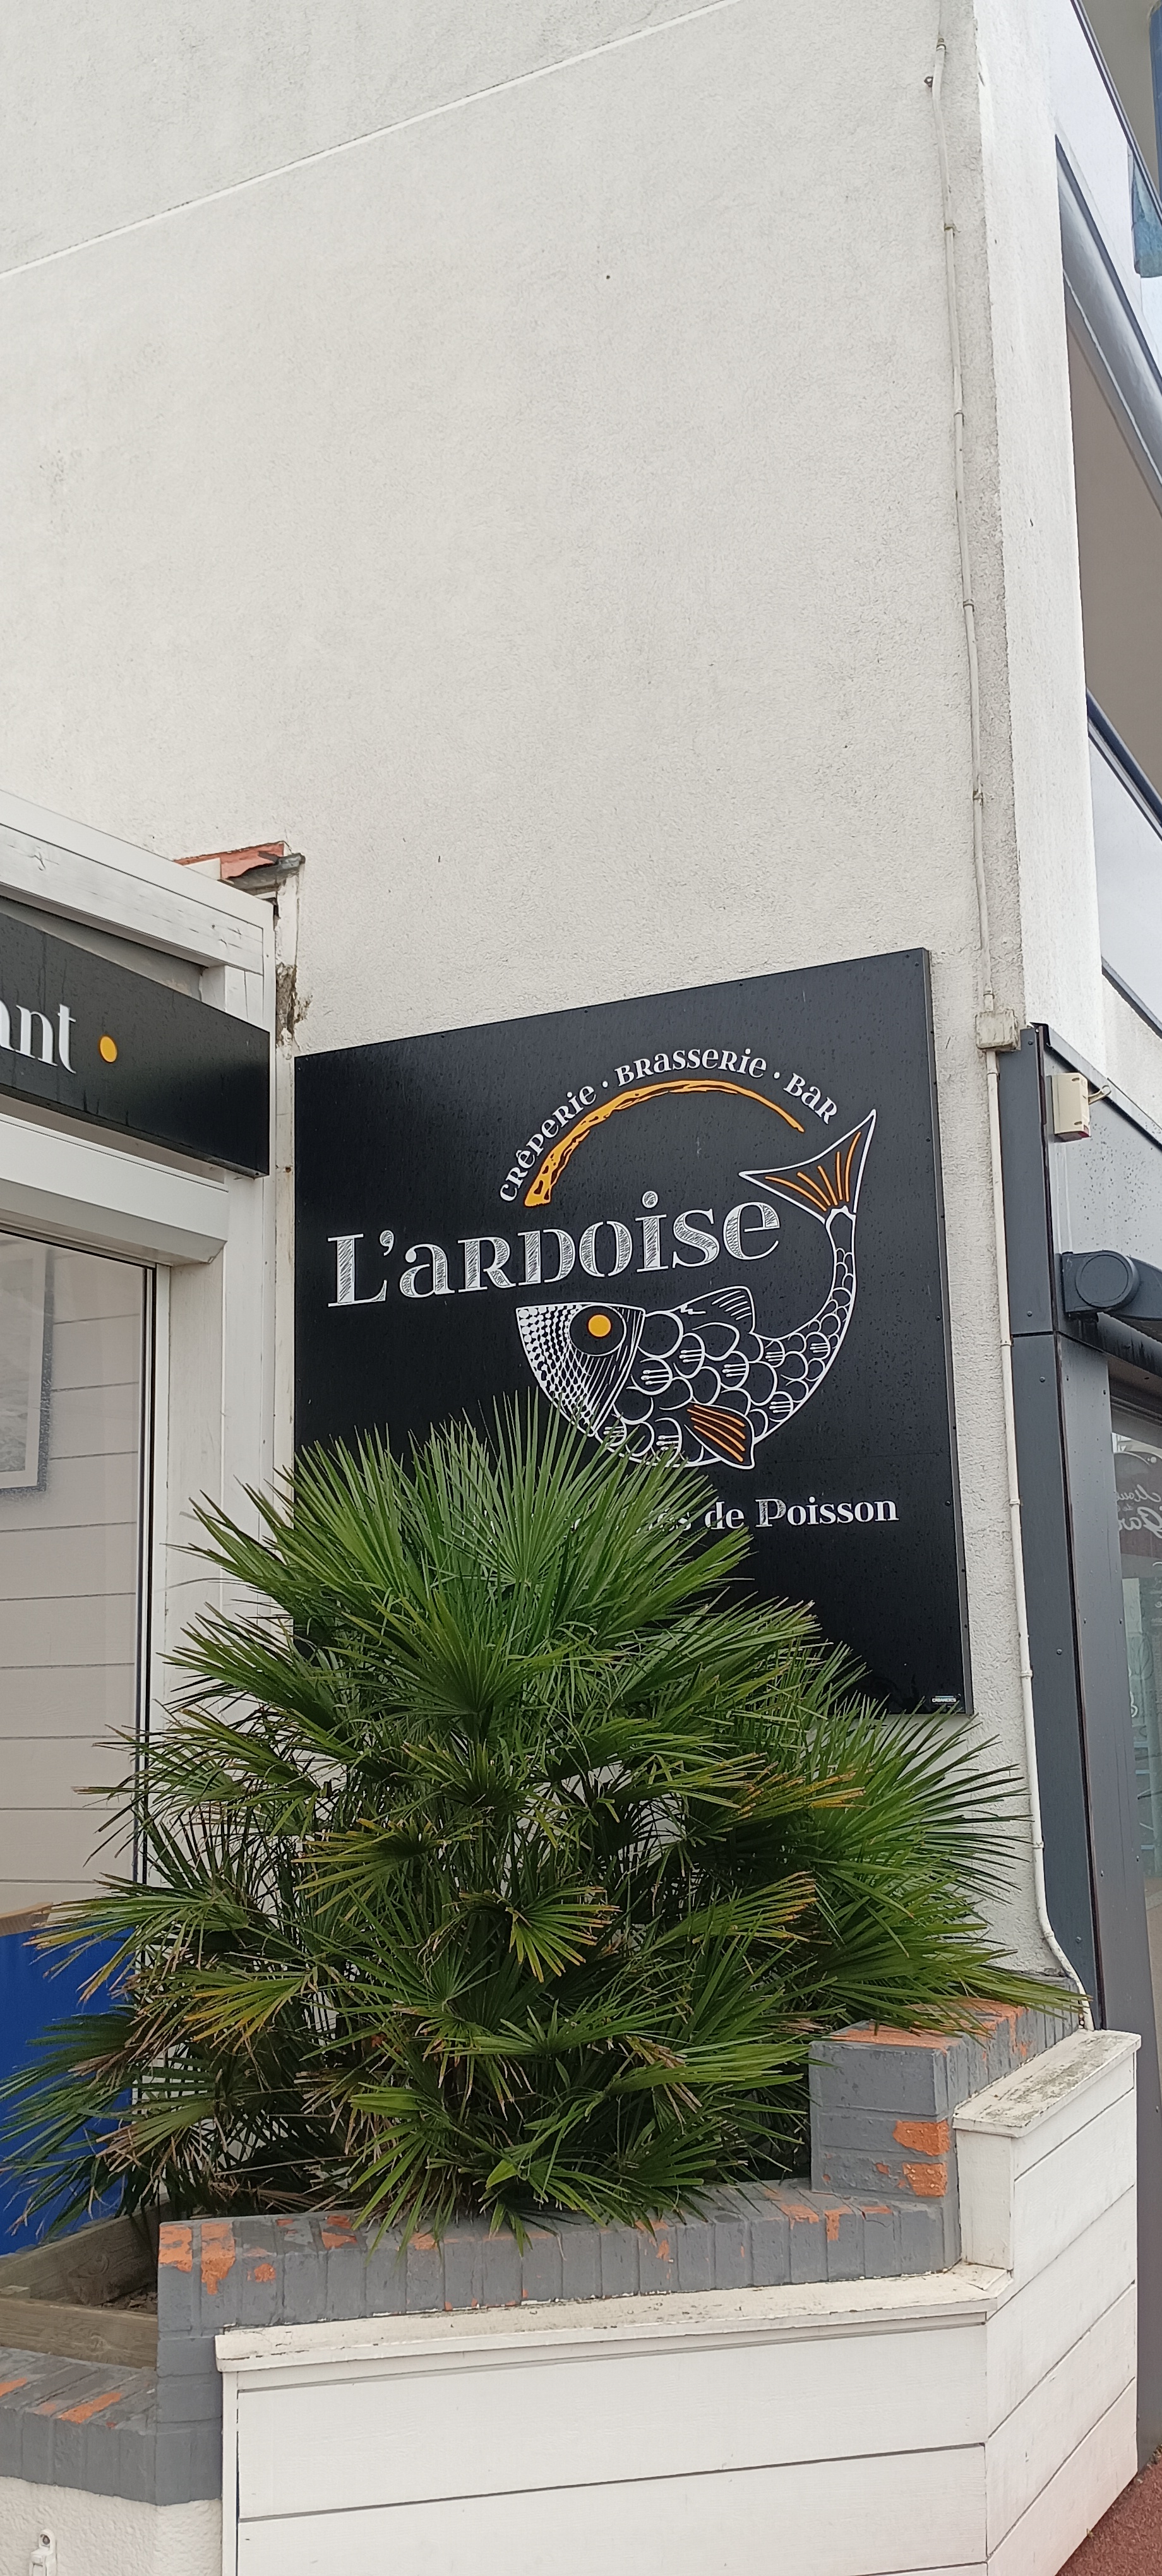 CRÊPERIE · BRASSERIE · BAR
L'ARDOISE
de Poisson